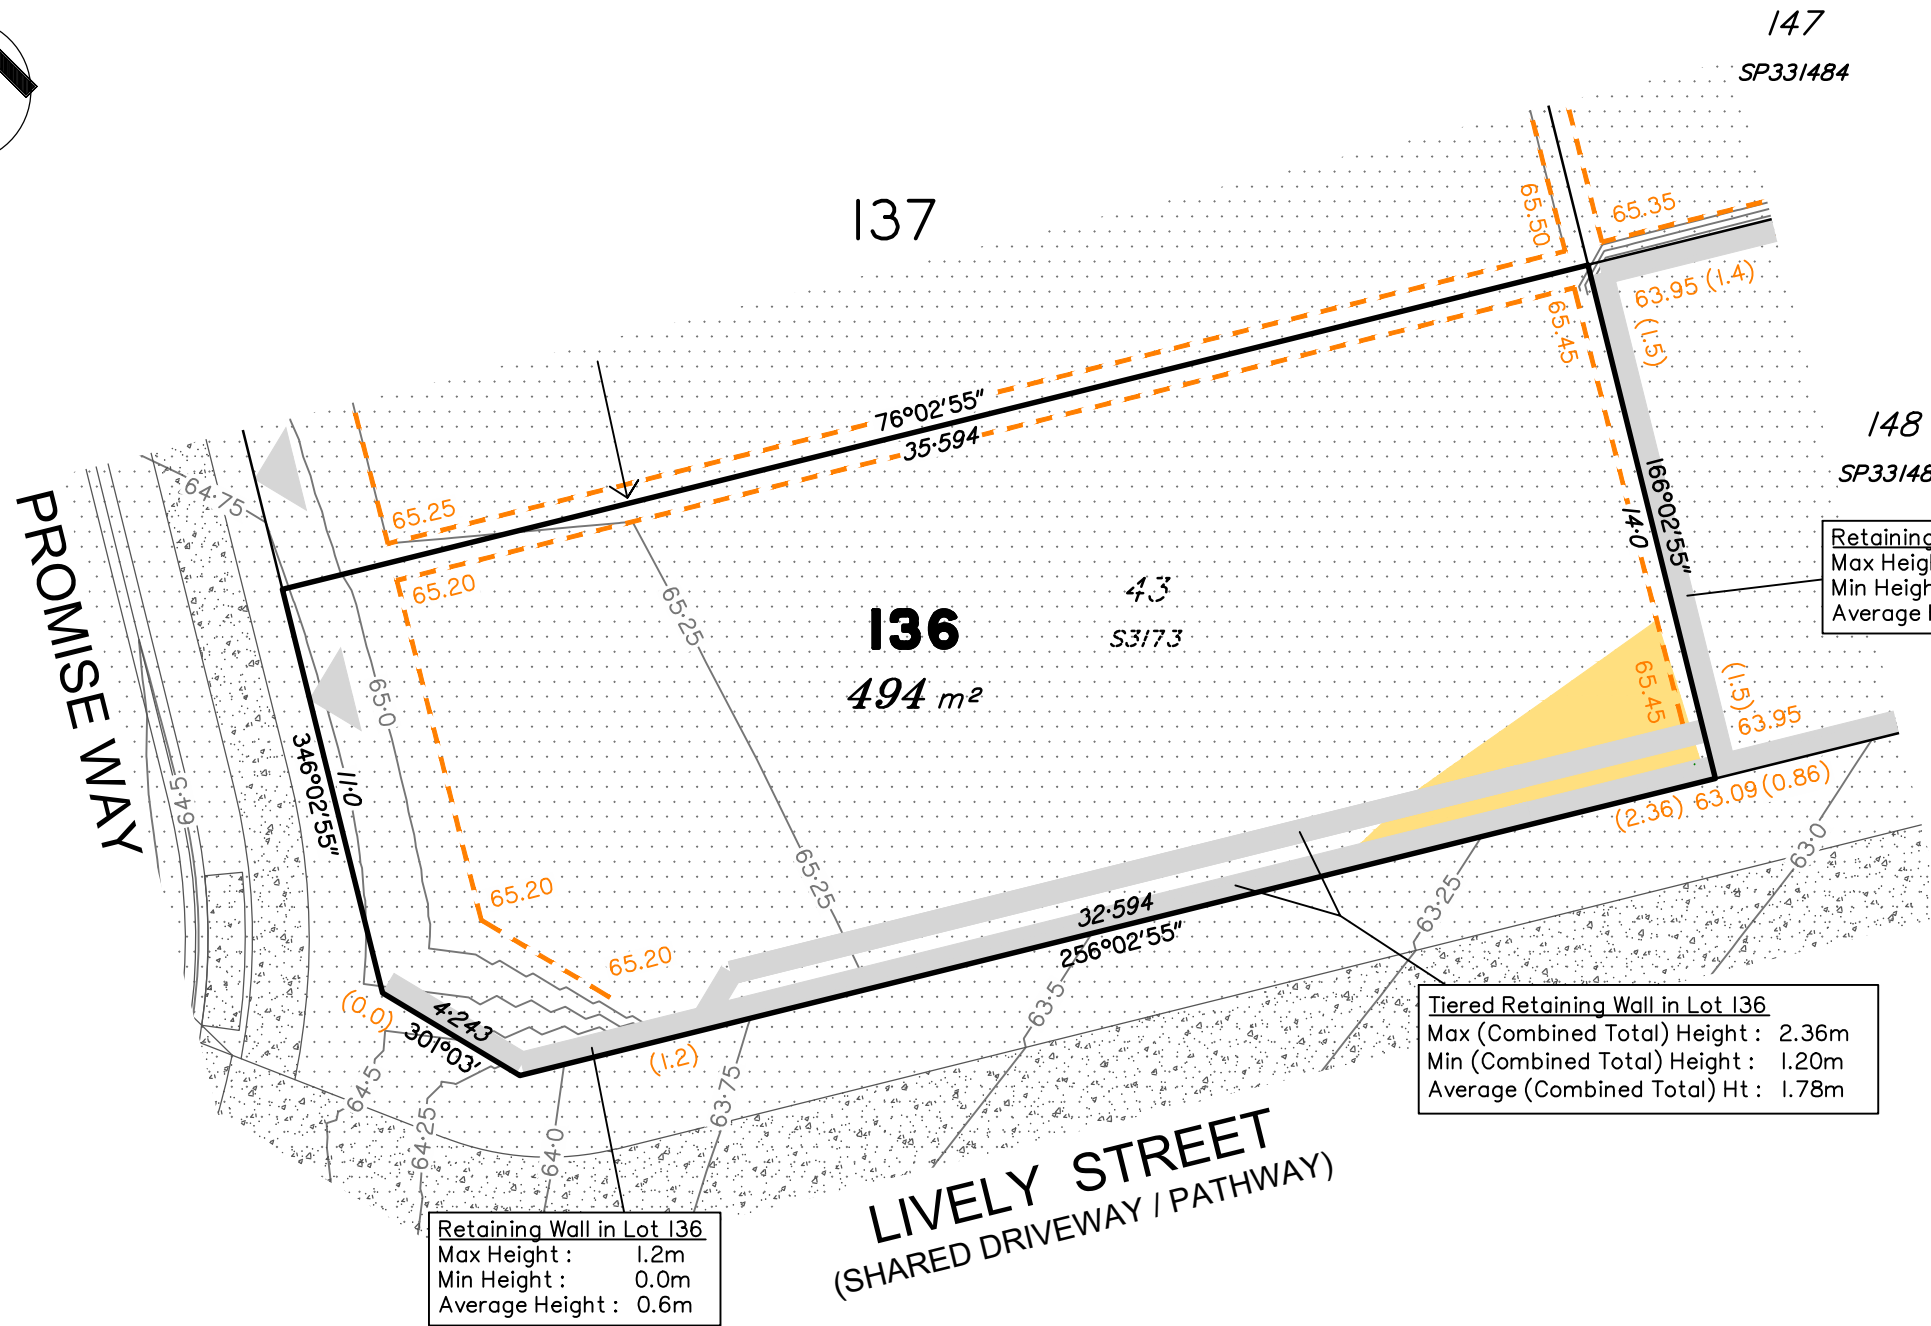 147
SP331484
137
65.50
65.35
63.95 (1.4)
(1.5)
65.45
76°02'55"
35·594
148
166°02'55"
14·0
64·75
65.25
PROMISE WAY
65.20
65·25
43
S3173
136
494 m²
Retaining
Min
Average
65·0
65.45
(1.5)
63.95
346°02'55"
11·0
64·5
(2.36) 63.09 (0.86)
63·0
65.20
65·25
63·25
32·594
256°02'55"
65.20
(0.0)
4·243
301°03'
(1.2)
63·5
Tiered Retaining Wall in Lot 136
Max (Combined Total) Height : 2.36m
Min (Combined Total) Height : 1.20m
Average (Combined Total) Ht : 1.78m
64·5
64·25
64·0
63·75
LIVELY STREET
(SHARED DRIVEWAY / PATHWAY)
Retaining Wall in Lot 136
Max Height : 1.2m
Min Height : 0.0m
Average Height : 0.6m